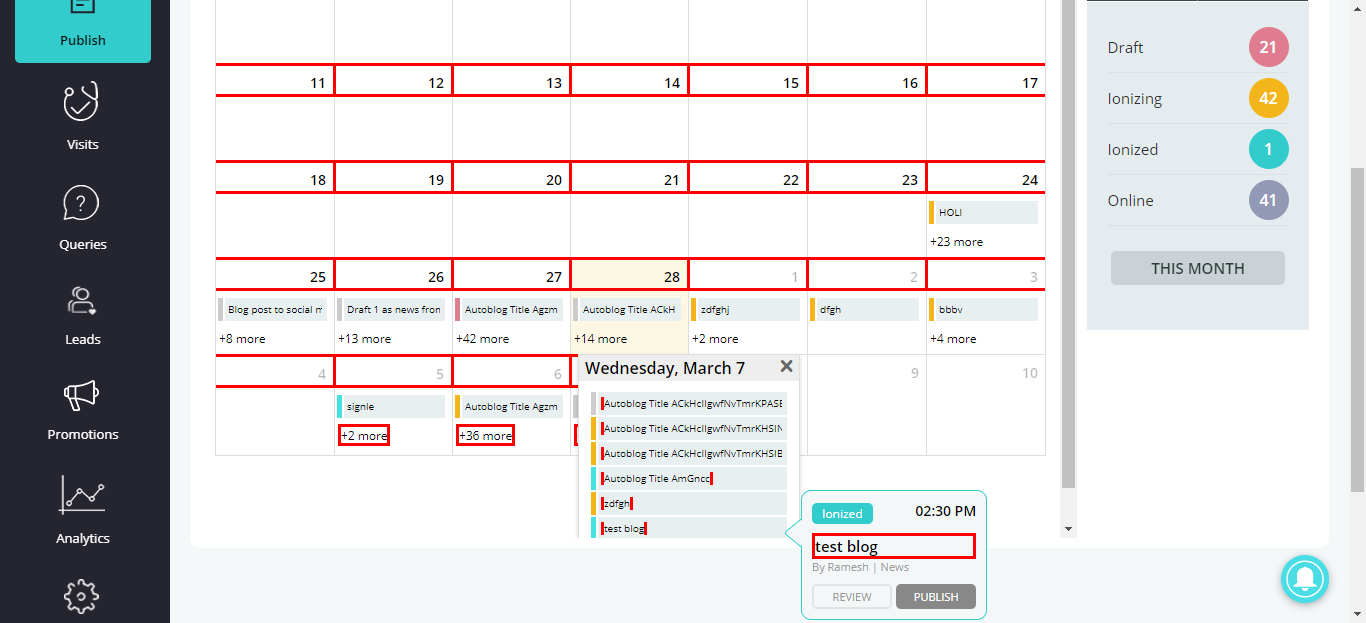 Publish
Visits
Queries
Leads
Promotions
Analytics
11 12 13 14 15 16 17
18 19 20 21 22 23 24
HOLI
+23 more
25 26 27 28 1 2 3
Blog post to social m Draft 1 as news fron Autoblog Title Agzm Autoblog Title ACkH zdfghj dfgh bbbv
+8 more +13 more +42 more +14 more +2 more +4 more
4 5 6 9 10
signle Autoblog Title Agzm
+2 more +36 more
Wednesday, March 7
Autoblog Title ACkHcIlgwfNvTmrKPASE
Autoblog Title ACkHcIlgwfNvTmrKHSIN
Autoblog Title ACkHcIlgwfNvTmrKHSIE
Autoblog Title AmGncc
zdfgh
test blog
Ionized 02:30 PM
test blog
By Ramesh | News
REVIEW PUBLISH
Draft 21
Ionizing 42
Ionized 1
Online 41
THIS MONTH